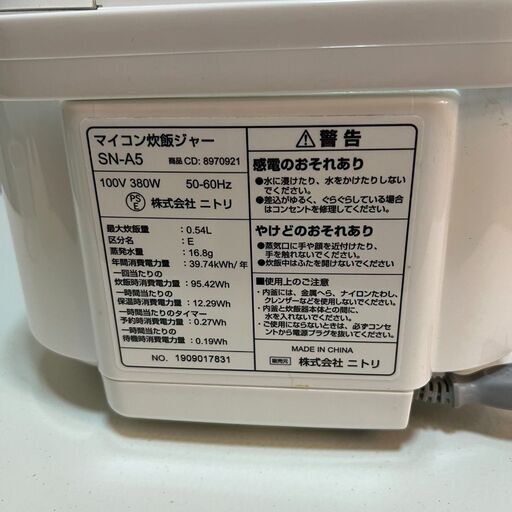 マイコン炊飯ジャー
SN-A5 商品CD: 8970921
100V 380W 50-60Hz
PSE 株式会社 ニトリ
最大炊飯量 : 0.54L
区分名 : E
蒸発水量 : 16.8g
年間消費電力量 : 39.74kWh/年
一回当たりの
炊飯時消費電力量 : 95.42Wh
一時間当たりの
保温時消費電力量 : 12.29Wh
一時間当たりのタイマー
予約時消費電力量 : 0.27Wh
一時間当たりの
待機時消費電力量 : 0.19Wh
NO. 1909017831
警告
感電のおそれあり
●水に浸けたり、水をかけたりしない
でください。
●差込がゆるく、ぐらぐらしている場合
はコンセントを修理してください。
やけどのおそれあり
●蒸気口に手や顔を近付けたり、
手を触れないでください。
●炊飯中はふたを開けないでください
■使用上のご注意
・内釜には、金属へら、ナイロンたわし、
クレンザーなどを使用しないでください。
・内釜と炊飯器本体との間に、
水を入れないでください。
・ご使用にならないときは、必ずコンセ
ントから電源プラグを抜いてください。
MADE IN CHINA
販売元 株式会社 ニトリ